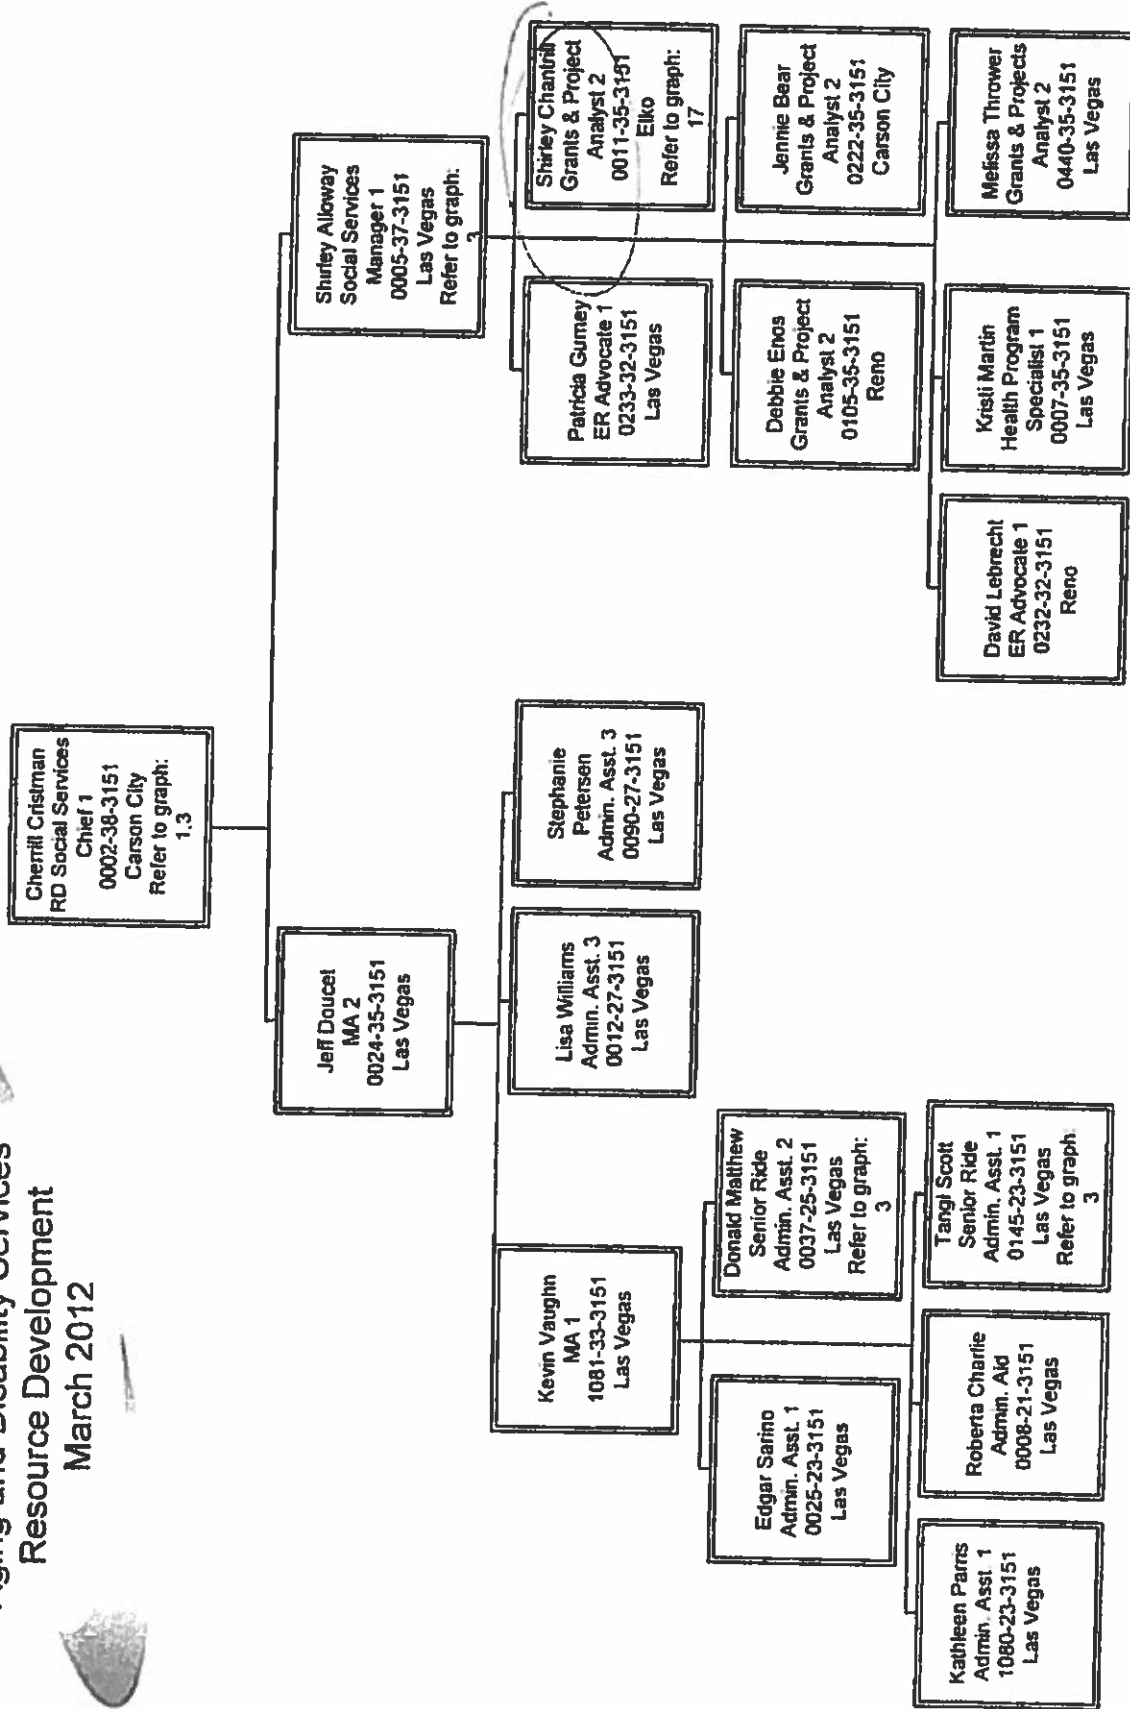 Aging and Disability Services
Resource Development
March 2012
Cherrill Cristman
RD Social Services
Chief 1
0002-38-3151
Carson City
Refer to graph:
1.3
Jeff Doucet
MA 2
0024-35-3151
Las Vegas
Shirley Alloway
Social Services
Manager 1
0005-37-3151
Las Vegas
Refer to graph:
3
Kevin Vaughn
MA 1
1081-33-3151
Las Vegas
Lisa Williams
Admin. Asst. 3
0012-27-3151
Las Vegas
Stephanie
Petersen
Admin. Asst. 3
0090-27-3151
Las Vegas
Patricia Gurney
ER Advocate 1
0233-32-3151
Las Vegas
Shirley Chantrill
Grants & Project
Analyst 2
0011-35-3151
Elko
Refer to graph:
17
Edgar Sarino
Admin. Asst. 1
0025-23-3151
Las Vegas
Donald Matthew
Senior Ride
Admin. Asst. 2
0037-25-3151
Las Vegas
Refer to graph:
3
Debbie Enos
Grants & Project
Analyst 2
0105-35-3151
Reno
Jennie Bear
Grants & Project
Analyst 2
0222-35-3151
Carson City
Kathleen Parris
Admin. Asst. 1
1080-23-3151
Las Vegas
Roberta Charlie
Admin. Aid
0008-21-3151
Las Vegas
Tangi Scott
Senior Ride
Admin. Asst. 1
0145-23-3151
Las Vegas
Refer to graph:
3
David Lebrecht
ER Advocate 1
0232-32-3151
Reno
Kristi Martin
Health Program
Specialist 1
0007-35-3151
Las Vegas
Melissa Thrower
Grants & Projects
Analyst 2
0440-35-3151
Las Vegas